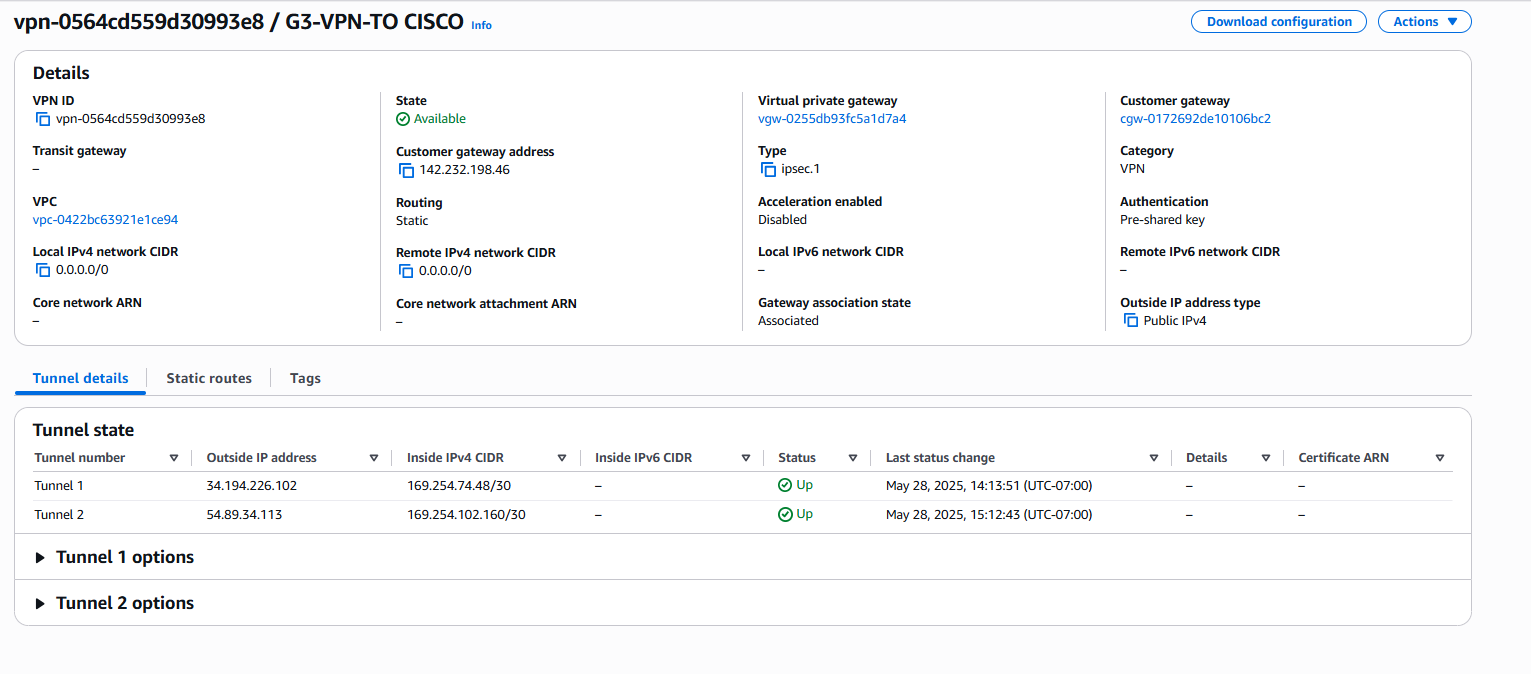 vpn-0564cd559d30993e8 / G3-VPN-TO CISCO Info
Download configuration
Actions
Details
VPN ID
vpn-0564cd559d30993e8
State
Available
Virtual private gateway
vgw-0255db93fc5a1d7a4
Customer gateway
cgw-0172692de10106bc2
Transit gateway
–
Customer gateway address
142.232.198.46
Type
ipsec.1
Category
VPN
VPC
vpc-0422bc63921e1ce94
Routing
Static
Acceleration enabled
Disabled
Authentication
Pre-shared key
Local IPv4 network CIDR
0.0.0.0/0
Remote IPv4 network CIDR
0.0.0.0/0
Local IPv6 network CIDR
–
Remote IPv6 network CIDR
–
Core network ARN
–
Core network attachment ARN
–
Gateway association state
Associated
Outside IP address type
Public IPv4
Tunnel details Static routes Tags
Tunnel state
Tunnel number Outside IP address Inside IPv4 CIDR Inside IPv6 CIDR Status Last status change Details Certificate ARN
Tunnel 1 34.194.226.102 169.254.74.48/30 – Up May 28, 2025, 14:13:51 (UTC-07:00) – –
Tunnel 2 54.89.34.113 169.254.102.160/30 – Up May 28, 2025, 15:12:43 (UTC-07:00) – –
Tunnel 1 options
Tunnel 2 options